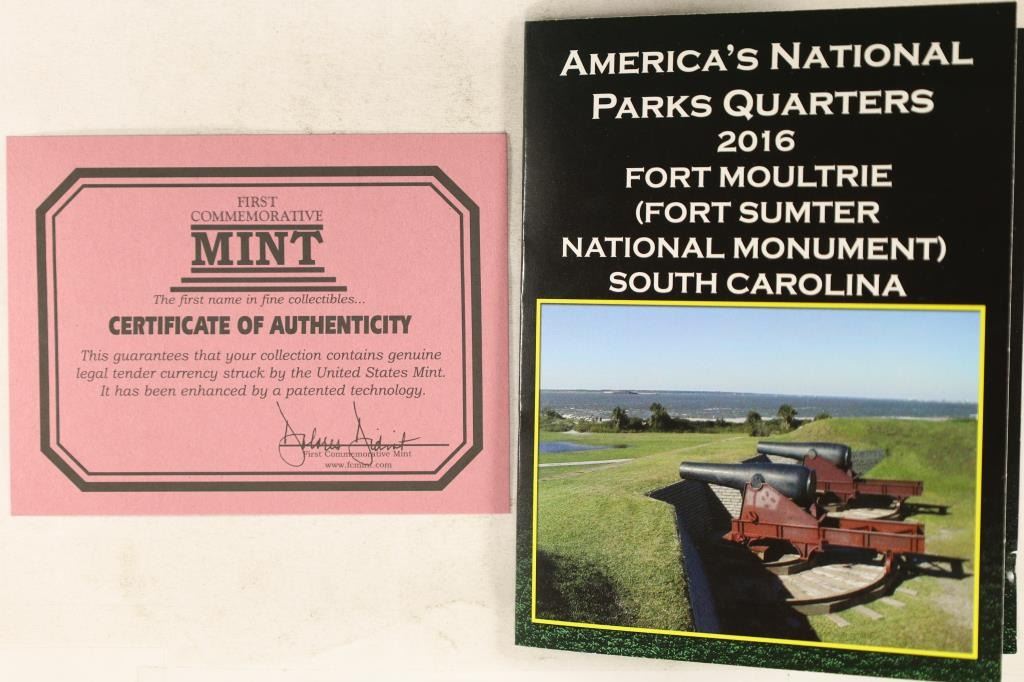 FIRST
COMMEMORATIVE
MINT
The first name in fine collectibles...
CERTIFICATE OF AUTHENTICITY
This guarantees that your collection contains genuine
legal tender currency struck by the United States Mint.
It has been enhanced by a patented technology.
First Commemorative Mint
www.fcmint.com
AMERICA'S NATIONAL
PARKS QUARTERS
2016
FORT MOULTRIE
(FORT SUMTER
NATIONAL MONUMENT)
SOUTH CAROLINA